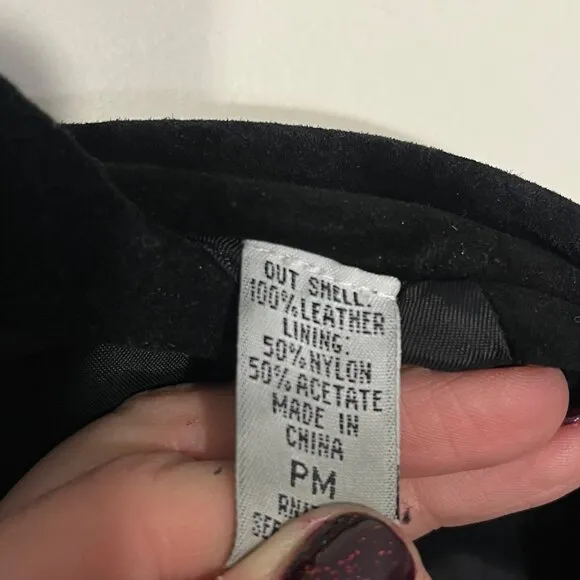 OUT SHELL:
100%LEATHER
LINING:
50%NYLON
50%ACETATE
MADE IN
CHINA
PM